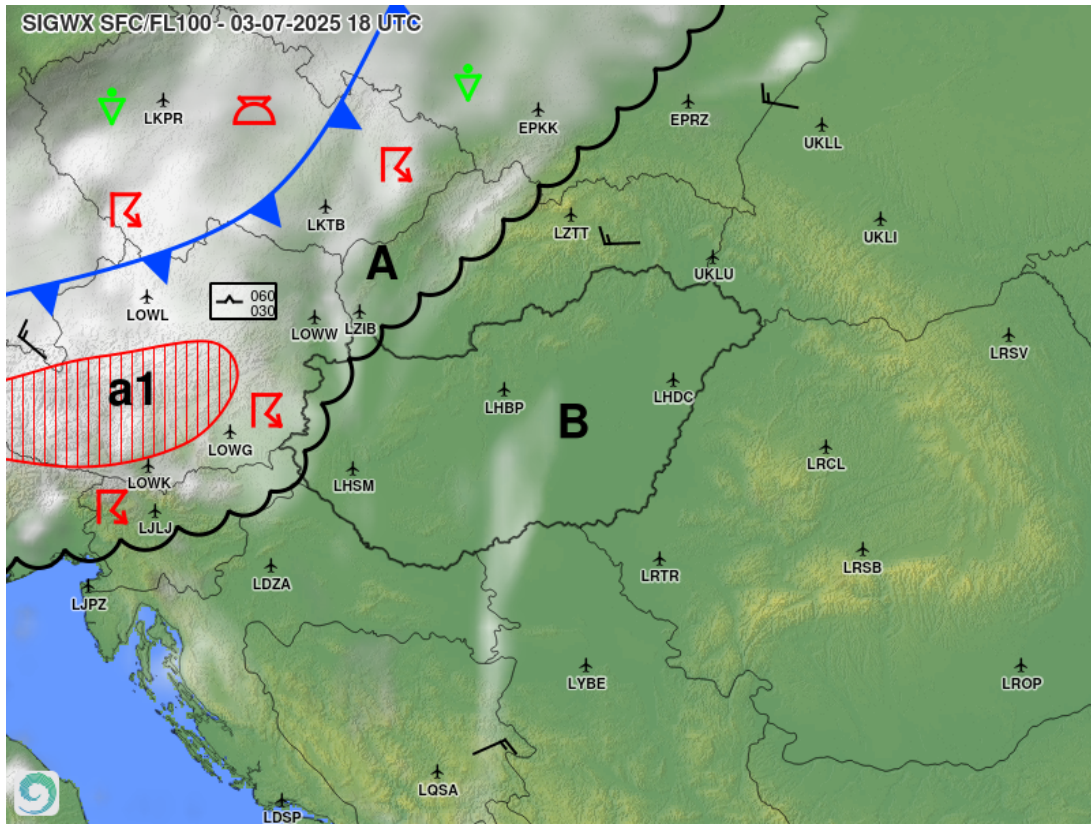 SIGWX SFC/FL100 - 03-07-2025 18 UTC
LKPR
EPKK
EPRZ
UKLL
LKTB
LZTT
UKLI
A
UKLU
060
030
LOWL
LOWW
LZIB
LRSV
a1
LHBP
LHDC
B
LOWG
LRCL
LOWK
LHSM
LJLJ
LDZA
LRTR
LRSB
LJPZ
LYBE
LROP
LQSA
LDSP